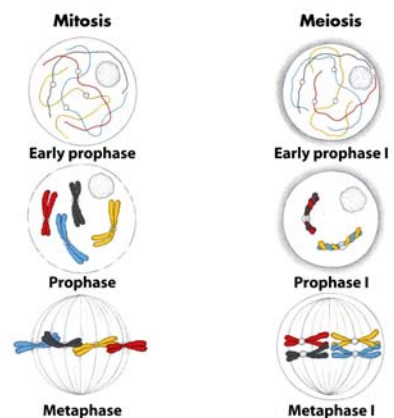 Mitosis
Meiosis
Early prophase
Early prophase I
Prophase
Prophase I
Metaphase
Metaphase I